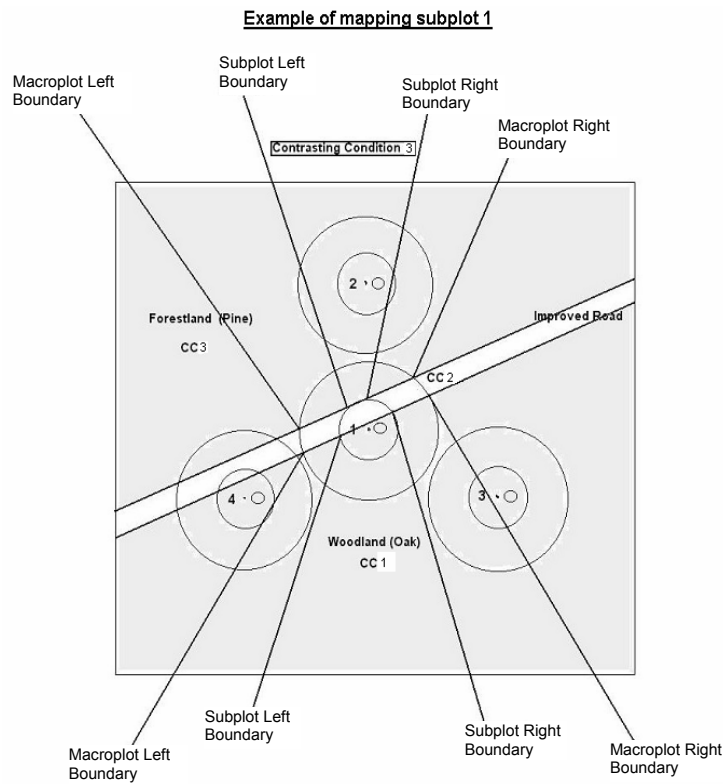 Example of mapping subplot 1
Subplot Left
Boundary
Macroplot Left
Boundary
Subplot Right
Boundary
Macroplot Right
Boundary
Contrasting Condition 3
2
Forestland (Pine)
CC 3
Improved Road
CC 2
1
4
3
Woodland (Oak)
CC 1
Subplot Left
Boundary
Subplot Right
Boundary
Macroplot Left
Boundary
Macroplot Right
Boundary